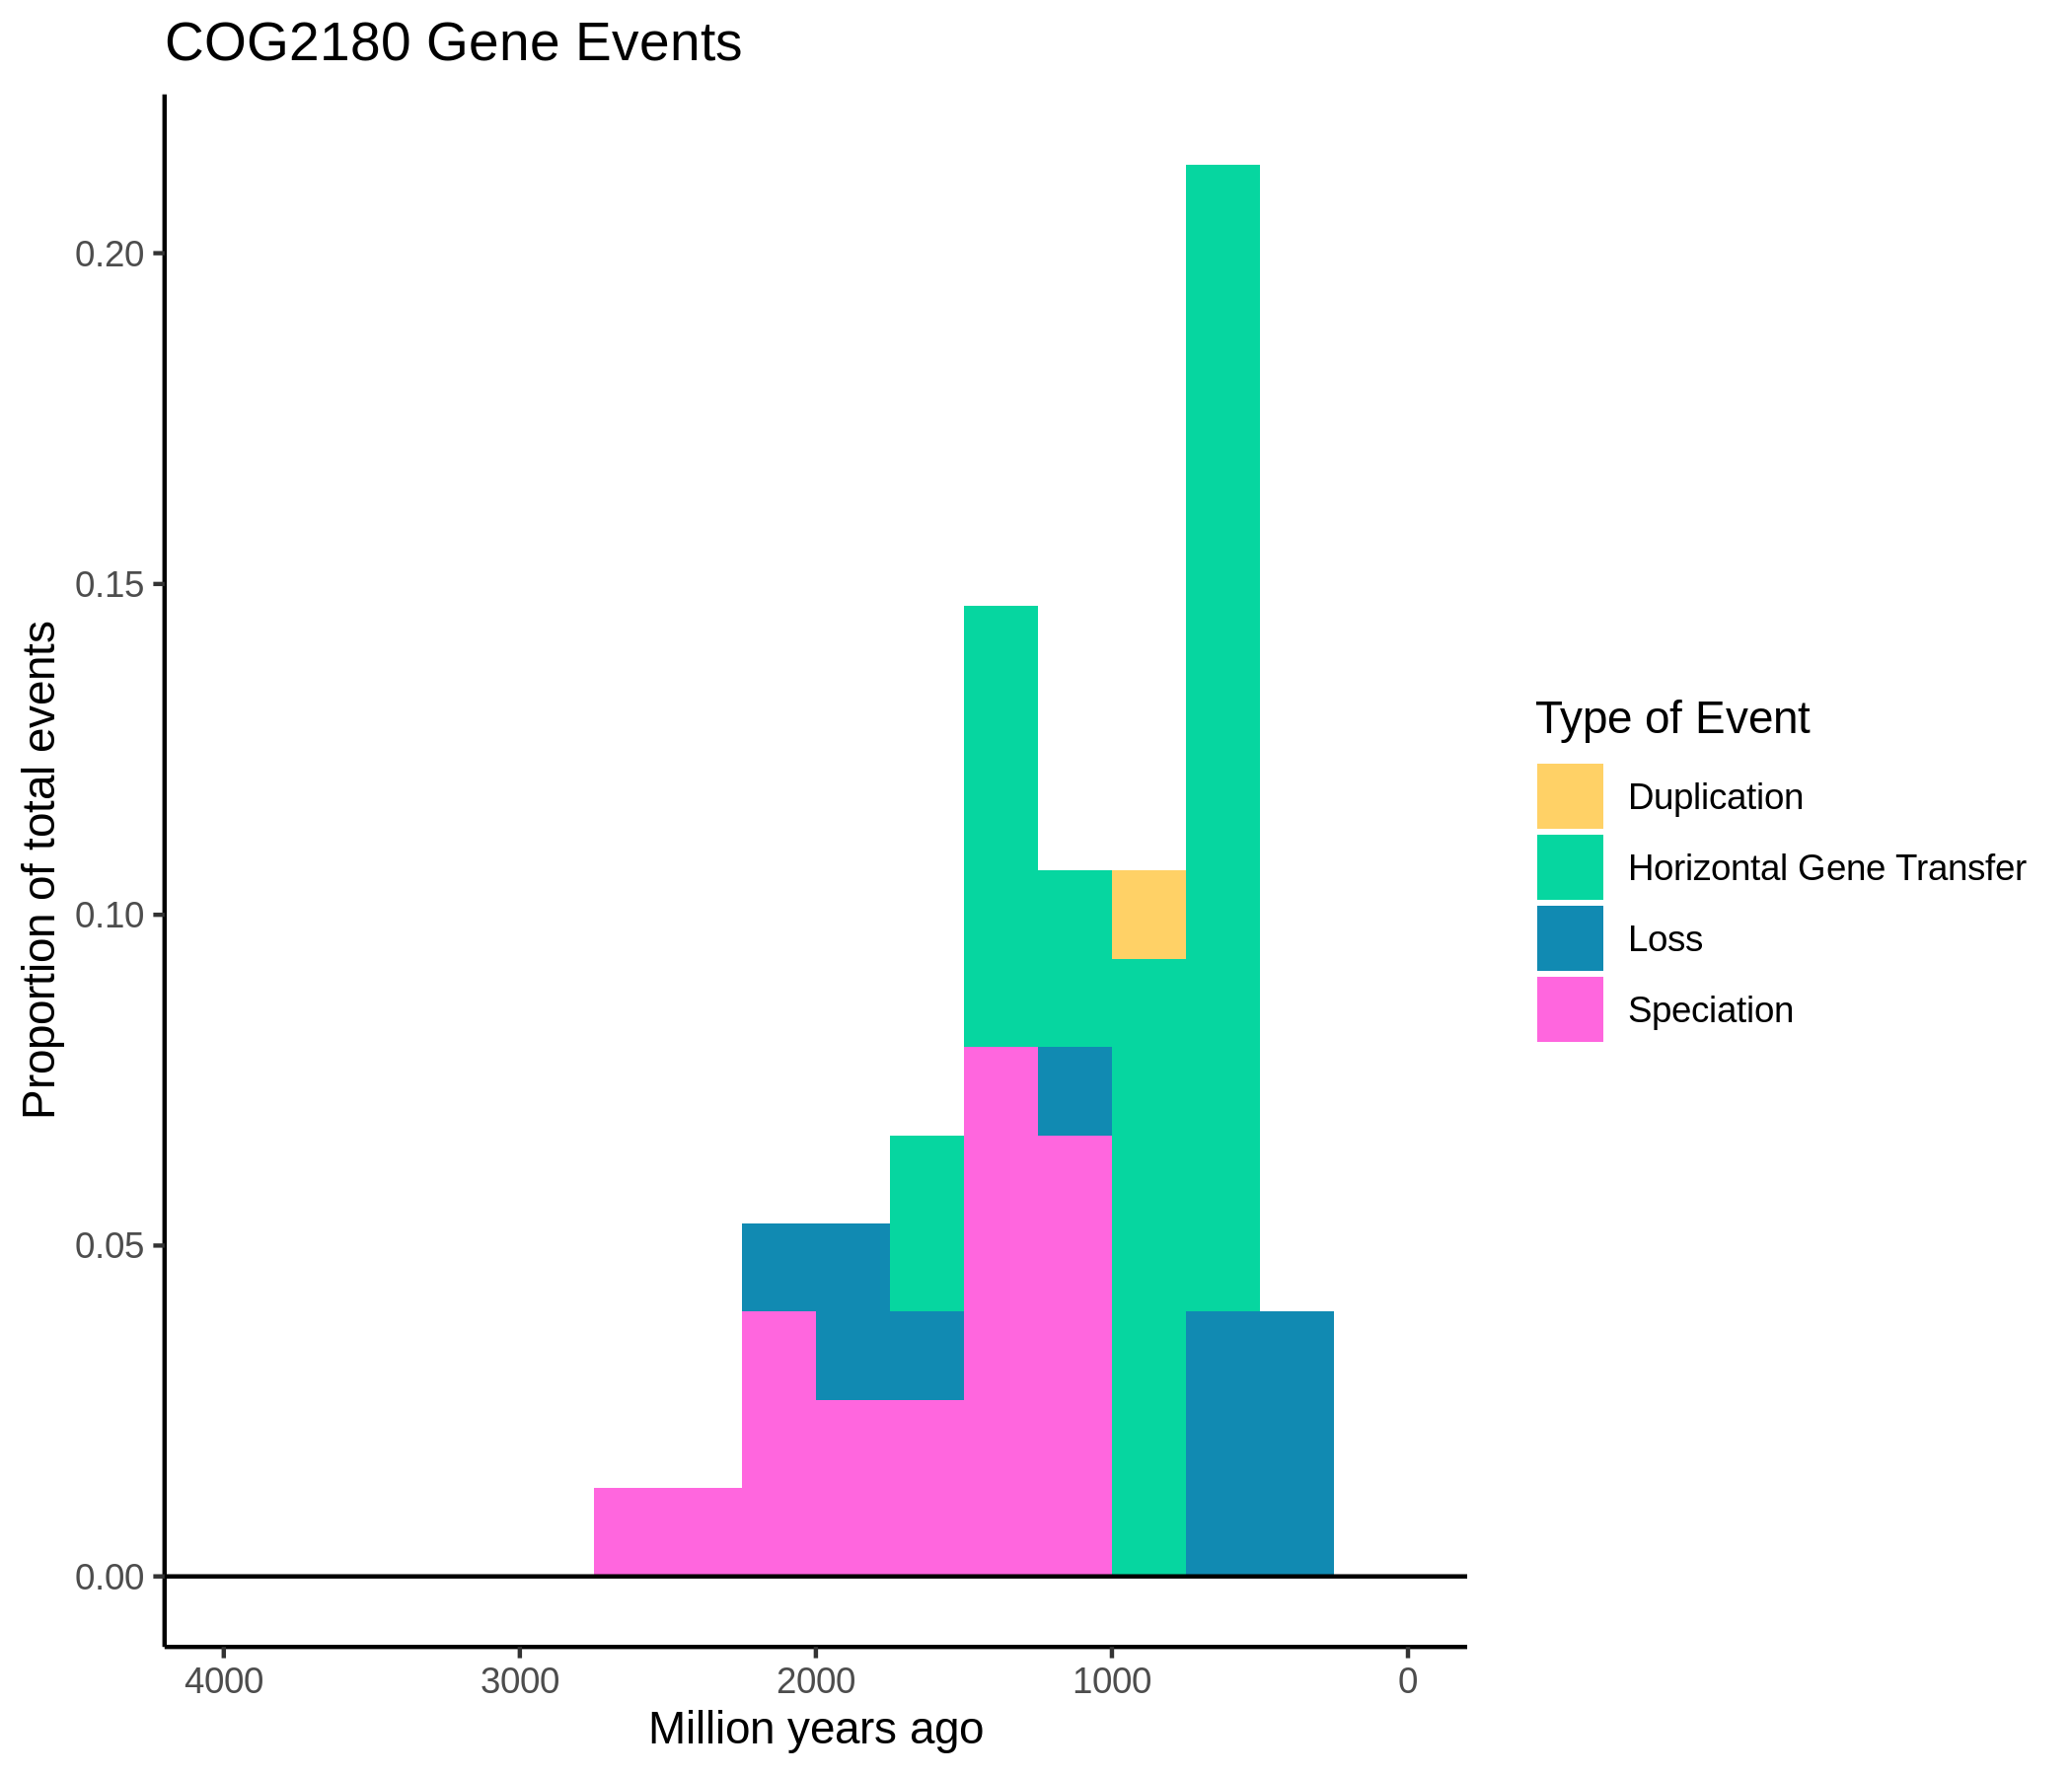 COG2180 Gene Events
Proportion of total events
0.20
0.15
0.10
0.05
0.00
4000 3000 2000 1000 0
Million years ago
Type of Event
Duplication
Horizontal Gene Transfer
Loss
Speciation